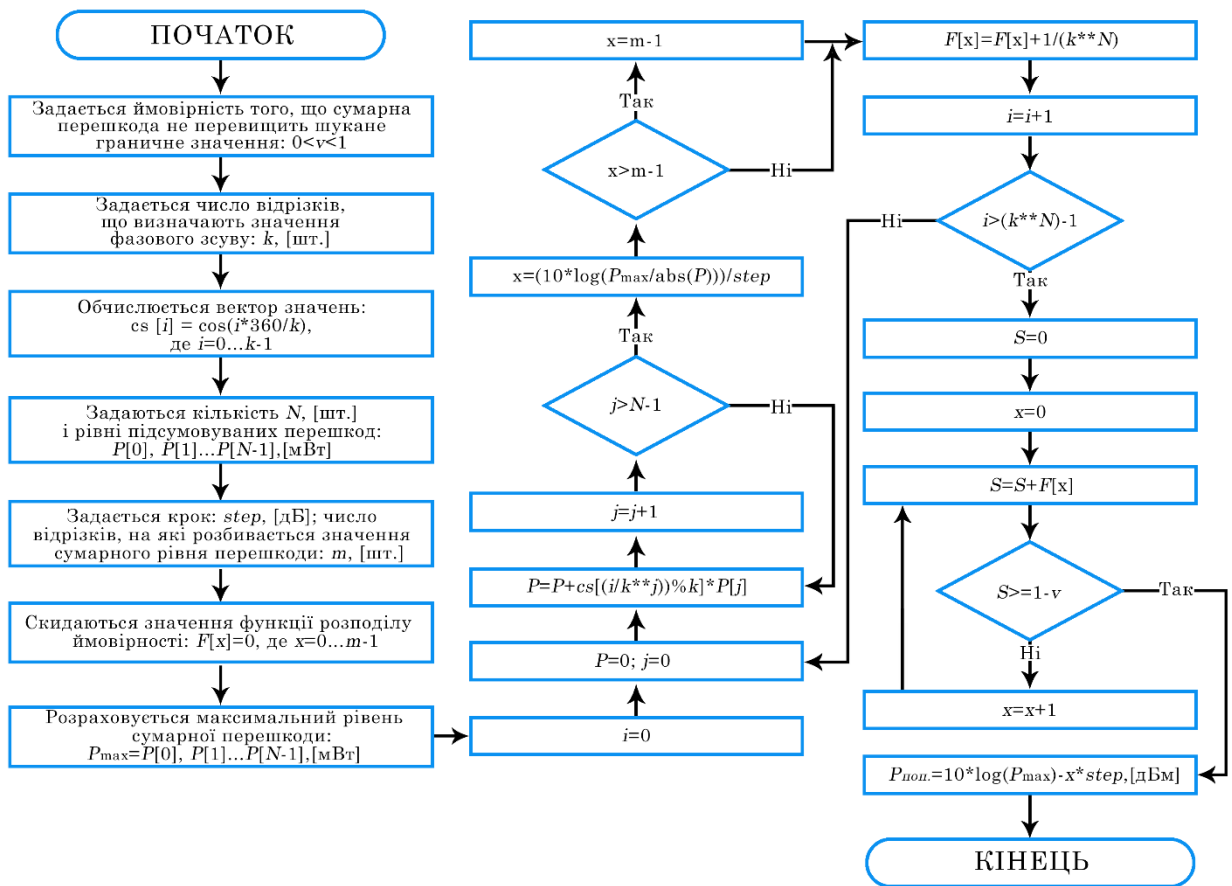 ПОЧАТОК
Задається ймовірність того, що сумарна
перешкода не перевищить шукане
граничне значення: 0<v<1
Задається число відрізків,
що визначають значення
фазового зсуву: k, [шт.]
Обчислюється вектор значень:
cs [i] = cos(i*360/k),
де i=0...k-1
Задаються кількість N, [шт.]
і рівні підсумовуваних перешкод:
P[0], P[1]...P[N-1],[мВт]
Задається крок: step, [дБ]; число
відрізків, на які розбивається значення
сумарного рівня перешкоди: m, [шт.]
Скидаються значення функції розподілу
ймовірності: F[x]=0, де x=0...m-1
Розраховується максимальний рівень
сумарної перешкоди:
Pmax=P[0], P[1]...P[N-1],[мВт]
x=m-1
Так
x>m-1
Ні
x=(10*log(Pmax/abs(P)))/step
Так
j>N-1
Ні
j=j+1
P=P+cs[(i/k**j))%k]*P[j]
P=0; j=0
i=0
F[x]=F[x]+1/(k**N)
i=i+1
i>(k**N)-1
Ні
Так
S=0
x=0
S=S+F[x]
S>=1-v
Так
Ні
x=x+1
Pпоп.=10*log(Pmax)-x*step,[дБм]
КІНЕЦЬ